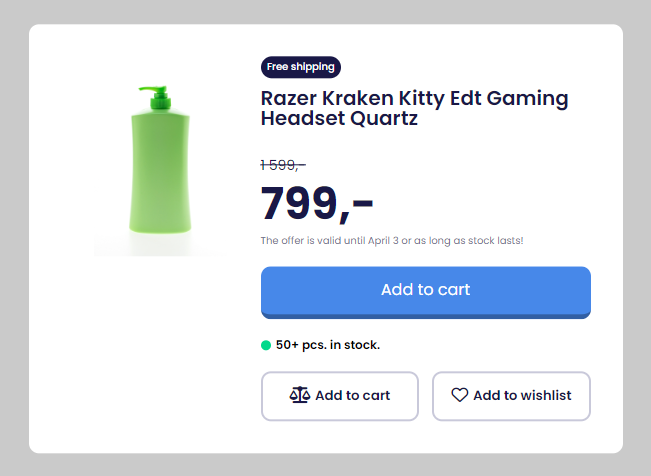 Free shipping
Razer Kraken Kitty Edt Gaming
Headset Quartz
1 599,-
799,-
The offer is valid until April 3 or as long as stock lasts!
Add to cart
50+ pcs. in stock.
Add to cart
Add to wishlist